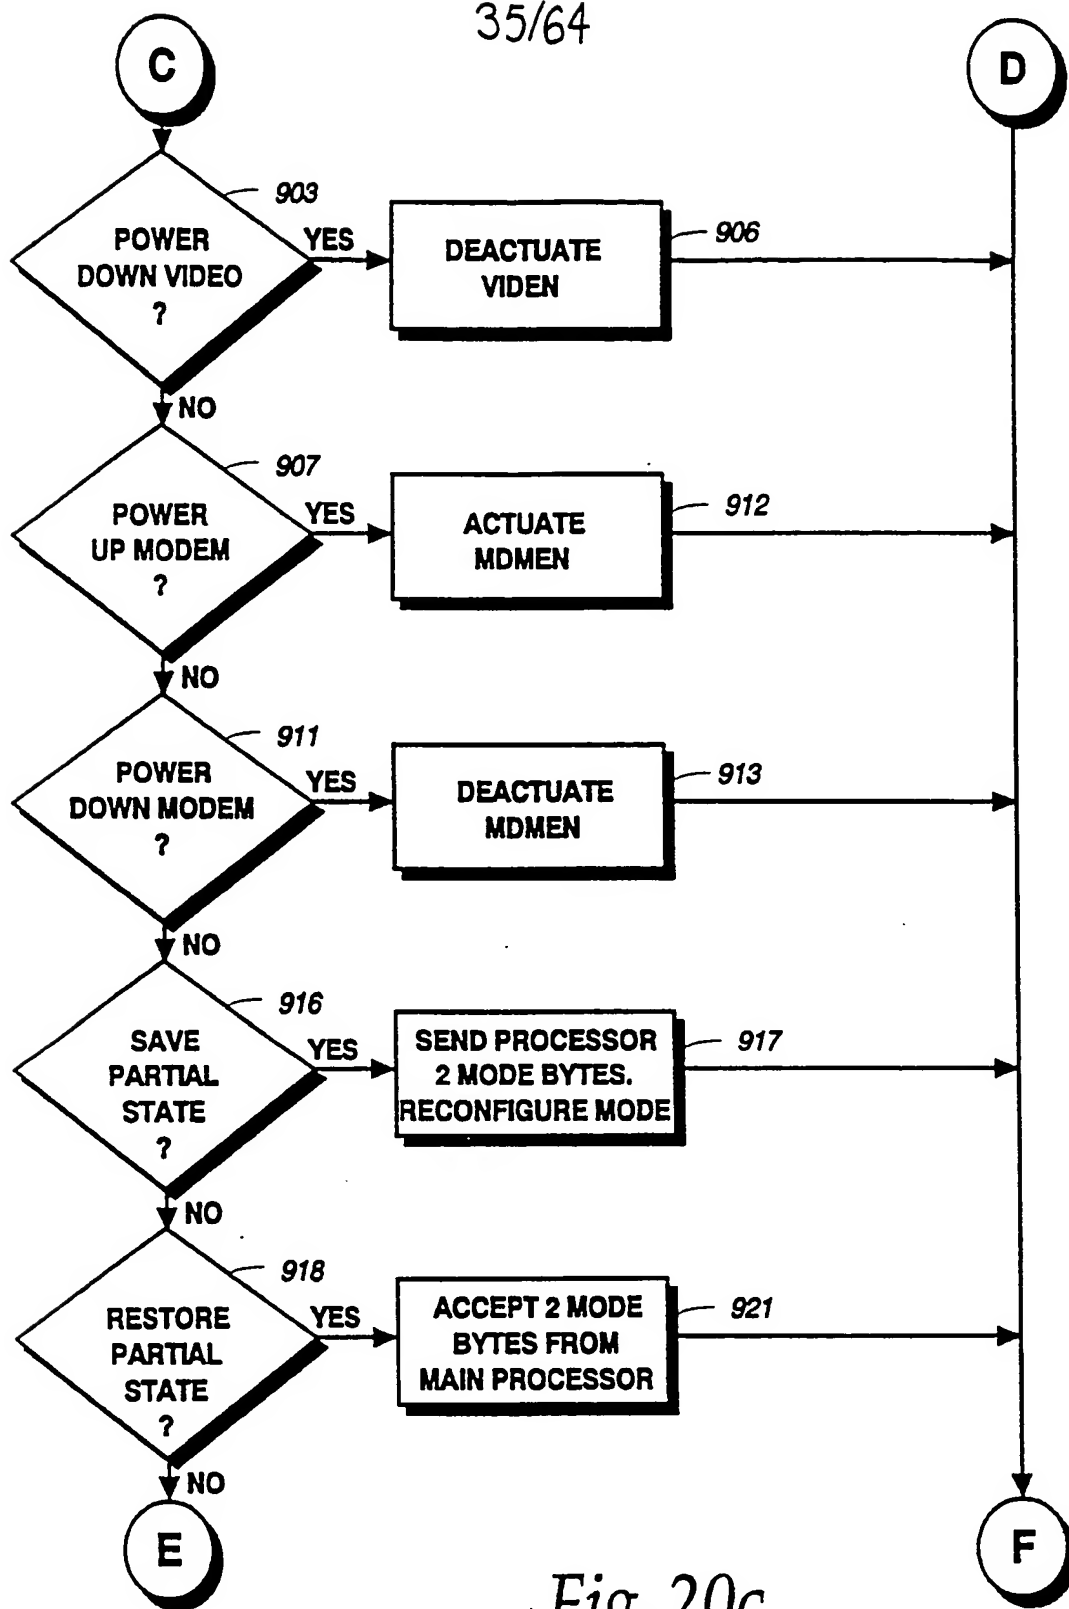 35/64
C
D
903
POWER
DOWN VIDEO
?
YES
DEACTUATE
VIDEN
906
NO
907
POWER
UP MODEM
?
YES
ACTUATE
MDMEN
912
NO
911
POWER
DOWN MODEM
?
YES
DEACTUATE
MDMEN
913
NO
916
SAVE
PARTIAL
STATE
?
YES
SEND PROCESSOR
2 MODE BYTES.
RECONFIGURE MODE
917
NO
918
RESTORE
PARTIAL
STATE
?
YES
ACCEPT 2 MODE
BYTES FROM
MAIN PROCESSOR
921
NO
E
F
Fig. 20c